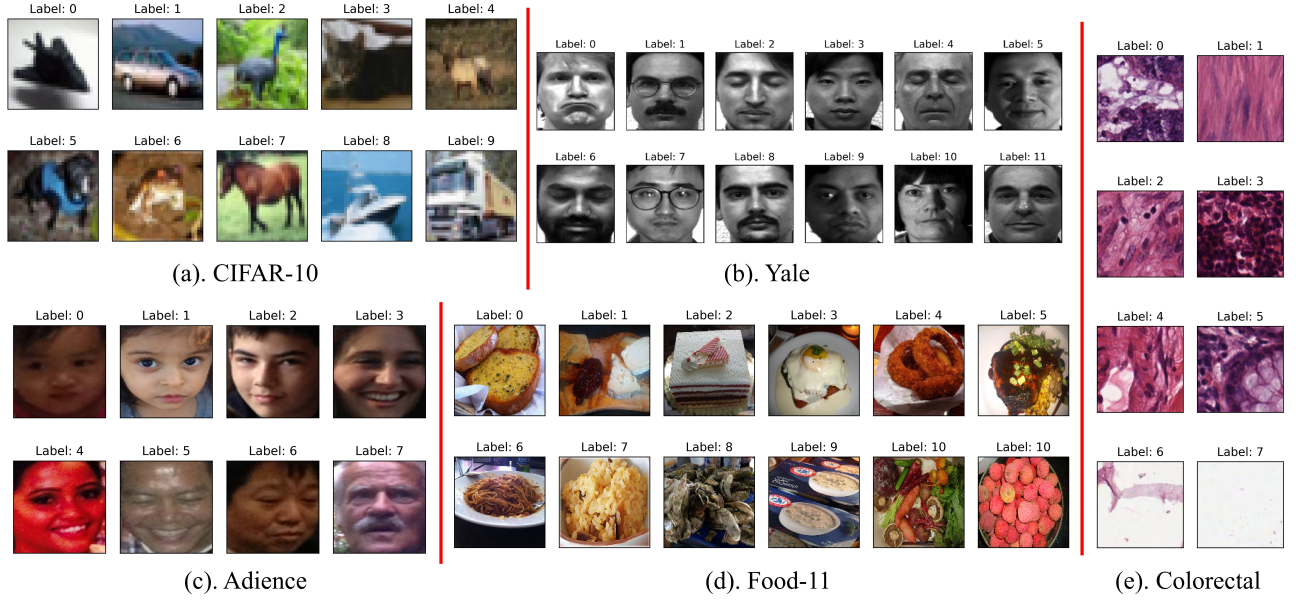 Label: 0 Label: 1 Label: 2 Label: 3 Label: 4
Label: 5 Label: 6 Label: 7 Label: 8 Label: 9
(a). CIFAR-10
Label: 0 Label: 1 Label: 2 Label: 3 Label: 4 Label: 5
Label: 6 Label: 7 Label: 8 Label: 9 Label: 10 Label: 11
(b). Yale
Label: 0 Label: 1 Label: 2 Label: 3
Label: 4 Label: 5 Label: 6 Label: 7
(c). Adience
Label: 0 Label: 1 Label: 2 Label: 3 Label: 4 Label: 5
Label: 6 Label: 7 Label: 8 Label: 9 Label: 10 Label: 10
(d). Food-11
Label: 0 Label: 1
Label: 2 Label: 3
Label: 4 Label: 5
Label: 6 Label: 7
(e). Colorectal